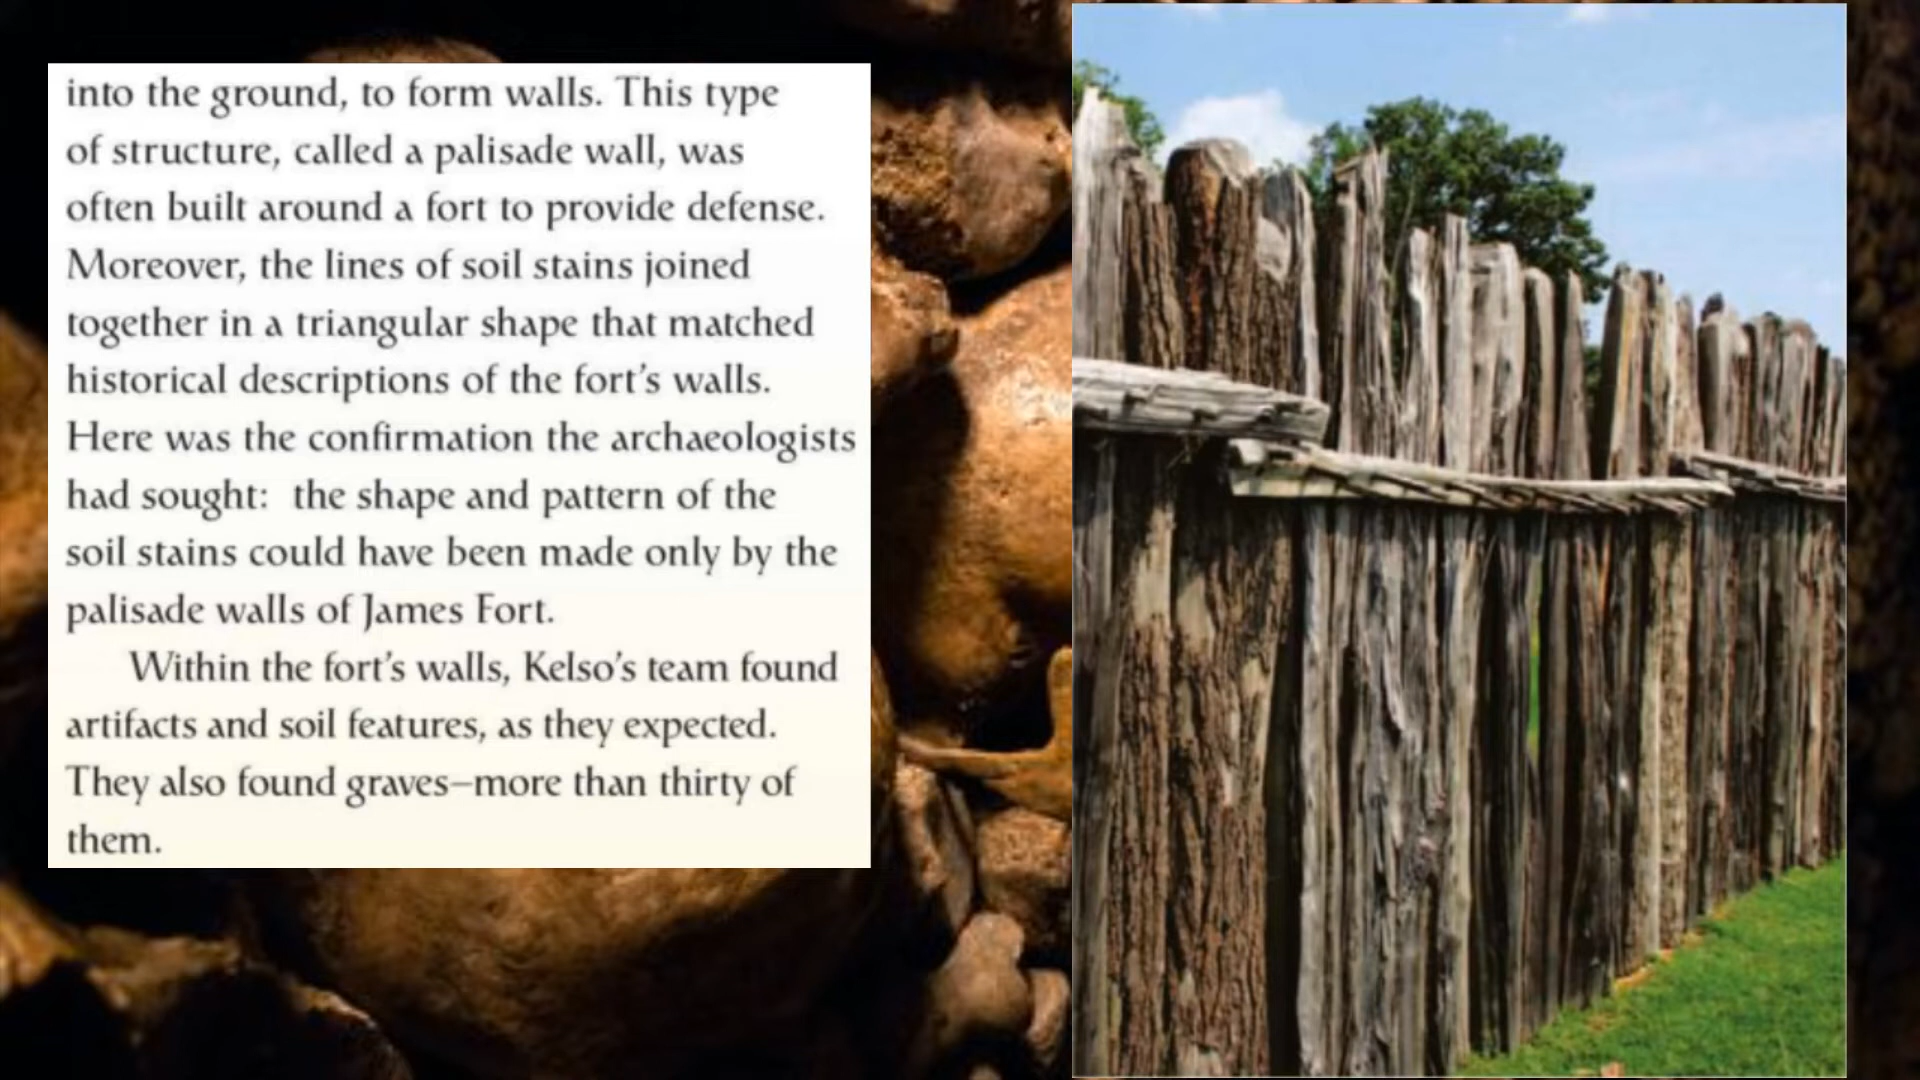 into the ground, to form walls. This type
of structure, called a palisade wall, was
often built around a fort to provide defense.
Moreover, the lines of soil stains joined
together in a triangular shape that matched
historical descriptions of the fort's walls.
Here was the confirmation the archaeologists
had sought:  the shape and pattern of the
soil stains could have been made only by the
palisade walls of James Fort.
Within the fort's walls, Kelso's team found
artifacts and soil features, as they expected.
They also found graves—more than thirty of
them.